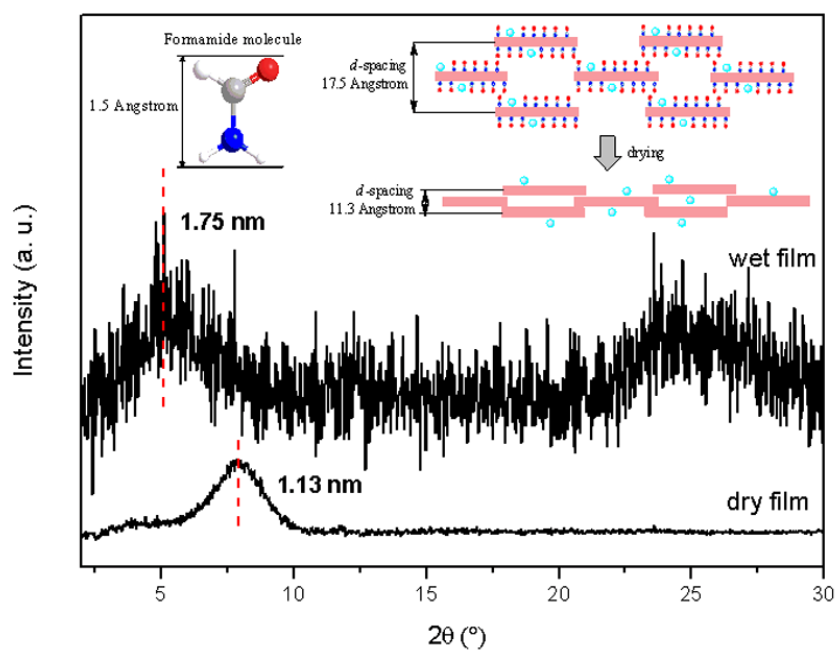 Formamide molecule
1.5 Angstrom
d-spacing
17.5 Angstrom
drying
d-spacing
11.3 Angstrom
1.75 nm
wet film
1.13 nm
dry film
Intensity (a. u.)
5 10 15 20 25 30
2θ (°)